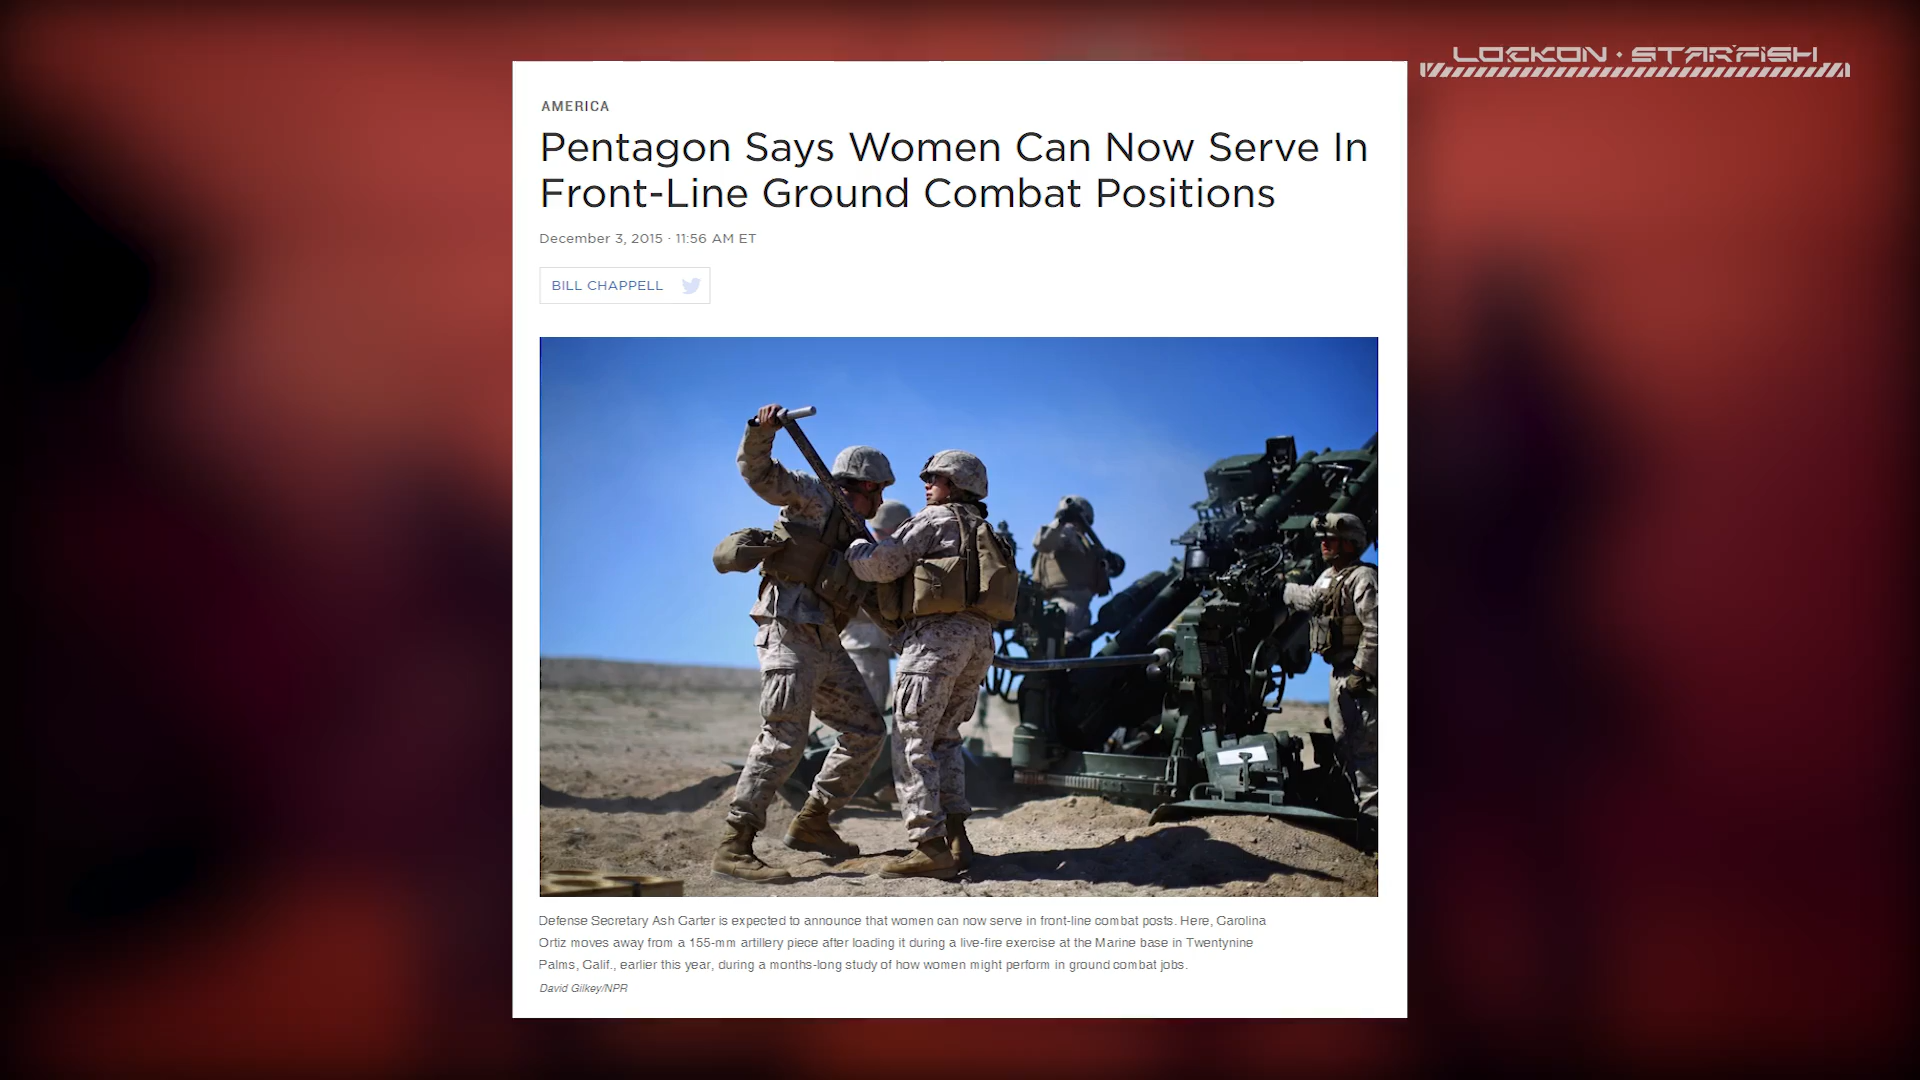 LOCKON · STARFISH
AMERICA
Pentagon Says Women Can Now Serve In
Front-Line Ground Combat Positions
December 3, 2015 · 11:56 AM ET
BILL CHAPPELL
Defense Secretary Ash Carter is expected to announce that women can now serve in front-line combat posts. Here, Carolina
Ortiz moves away from a 155-mm artillery piece after loading it during a live-fire exercise at the Marine base in Twentynine
Palms, Calif., earlier this year, during a months-long study of how women might perform in ground combat jobs.
David Gilkey/NPR